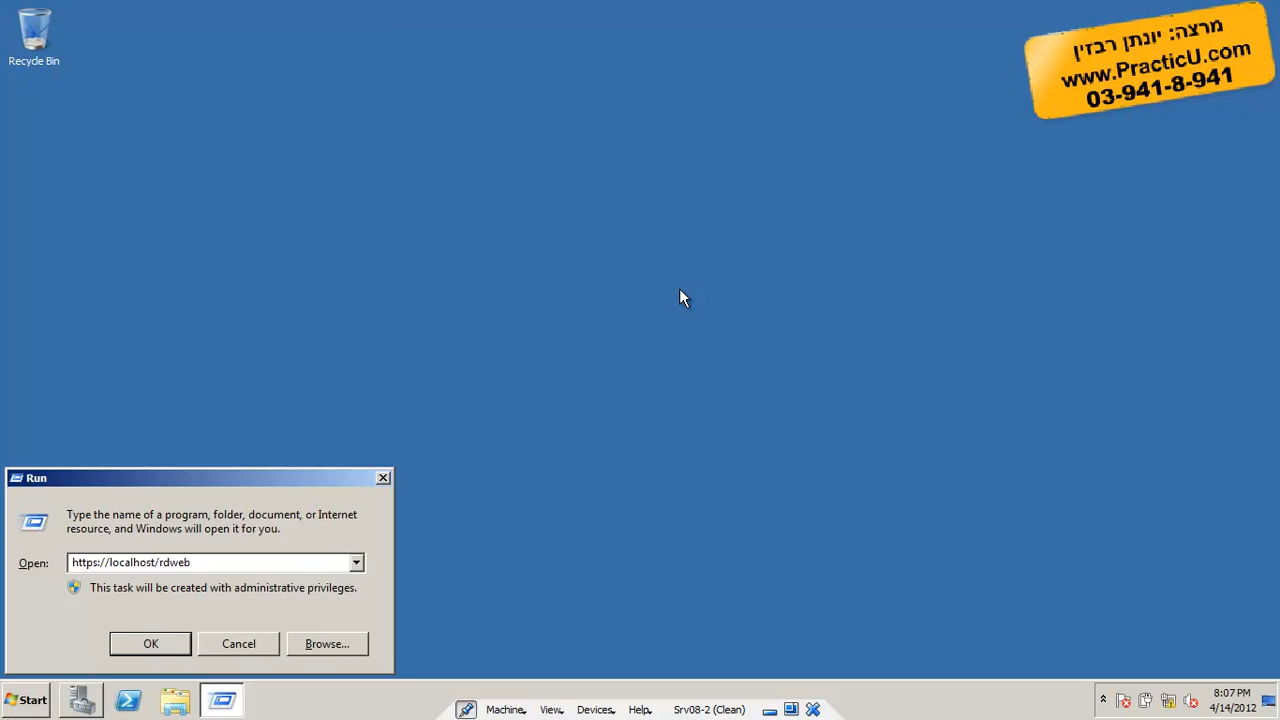 Recycle Bin
מרצה: יונתן רבזין
www.PracticU.com
03-941-8-941
Run
Type the name of a program, folder, document, or Internet
resource, and Windows will open it for you.
Open:
https://localhost/rdweb
This task will be created with administrative privileges.
OK
Cancel
Browse...
Start
Machine
View
Devices
Help
Srv08-2 (Clean)
8:07 PM
4/14/2012